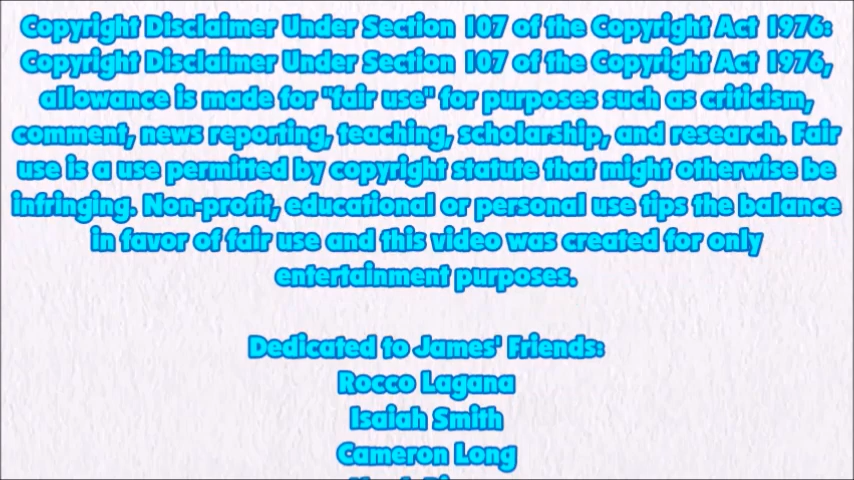 Copyright Disclaimer Under Section 107 of the Copyright Act 1976:
Copyright Disclaimer Under Section 107 of the Copyright Act 1976,
allowance is made for "fair use" for purposes such as criticism,
comment, news reporting, teaching, scholarship, and research. Fair
use is a use permitted by copyright statute that might otherwise be
infringing. Non-profit, educational or personal use tips the balance
in favor of fair use and this video was created for only
entertainment purposes.
Dedicated to James' Friends:
Rocco Lagana
Isaiah Smith
Cameron Long